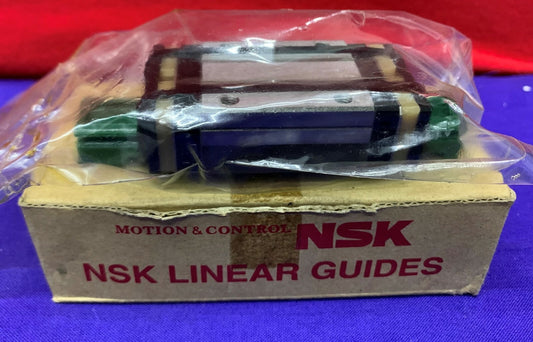 MOTION & CONTROL NSK
NSK LINEAR GUIDES